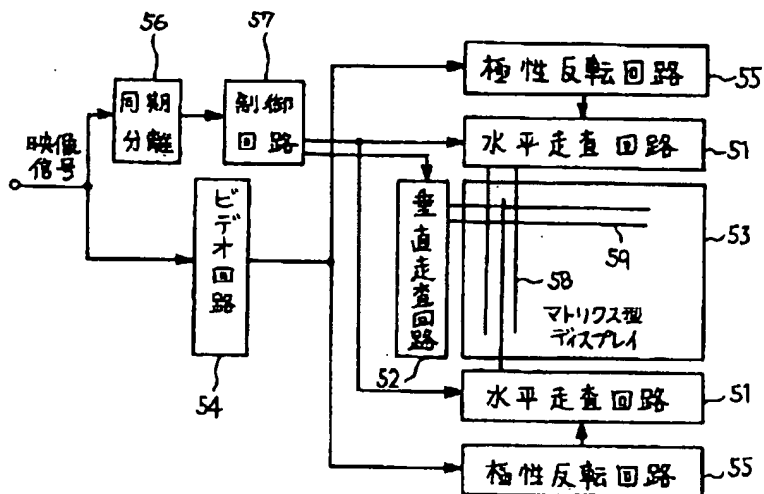 56
57
同期
分離
制御
回路
映像
信号
ビデオ回路
54
極性反転回路
55
水平走査回路
51
垂直走査回路
52
53
59
58
マトリクス型
ディスプレイ
水平走査回路
51
極性反転回路
55